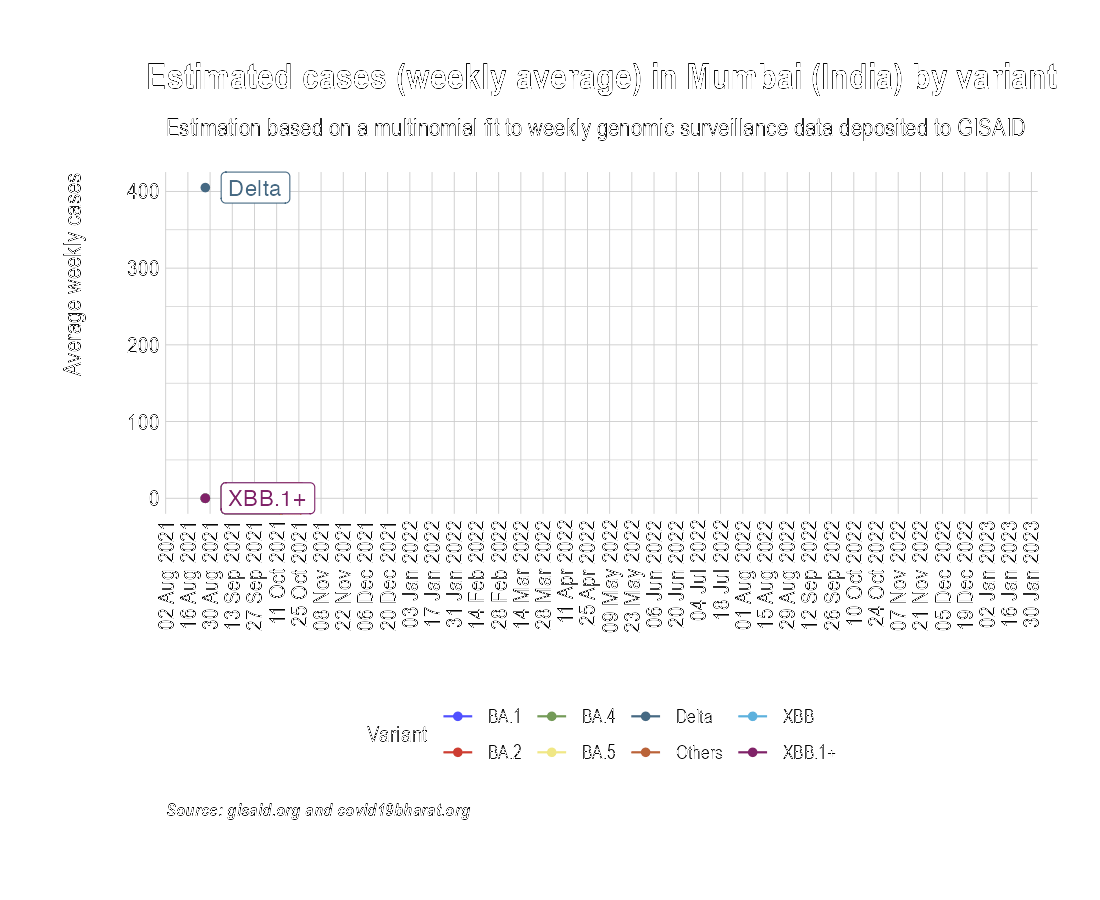 Estimated cases (weekly average) in Mumbai (India) by variant
Estimation based on a multinomial fit to weekly genomic surveillance data deposited to GISAID
Average weekly cases
400
300
200
100
0
Delta
XBB.1+
02 Aug 2021
16 Aug 2021
30 Aug 2021
13 Sep 2021
27 Sep 2021
11 Oct 2021
25 Oct 2021
08 Nov 2021
22 Nov 2021
06 Dec 2021
20 Dec 2021
03 Jan 2022
17 Jan 2022
31 Jan 2022
14 Feb 2022
28 Feb 2022
14 Mar 2022
28 Mar 2022
11 Apr 2022
25 Apr 2022
09 May 2022
23 May 2022
06 Jun 2022
20 Jun 2022
04 Jul 2022
18 Jul 2022
01 Aug 2022
15 Aug 2022
29 Aug 2022
12 Sep 2022
26 Sep 2022
10 Oct 2022
24 Oct 2022
07 Nov 2022
21 Nov 2022
05 Dec 2022
19 Dec 2022
02 Jan 2023
16 Jan 2023
30 Jan 2023
Variant
BA.1 BA.4 Delta XBB
BA.2 BA.5 Others XBB.1+
Source: gisaid.org and covid19bharat.org